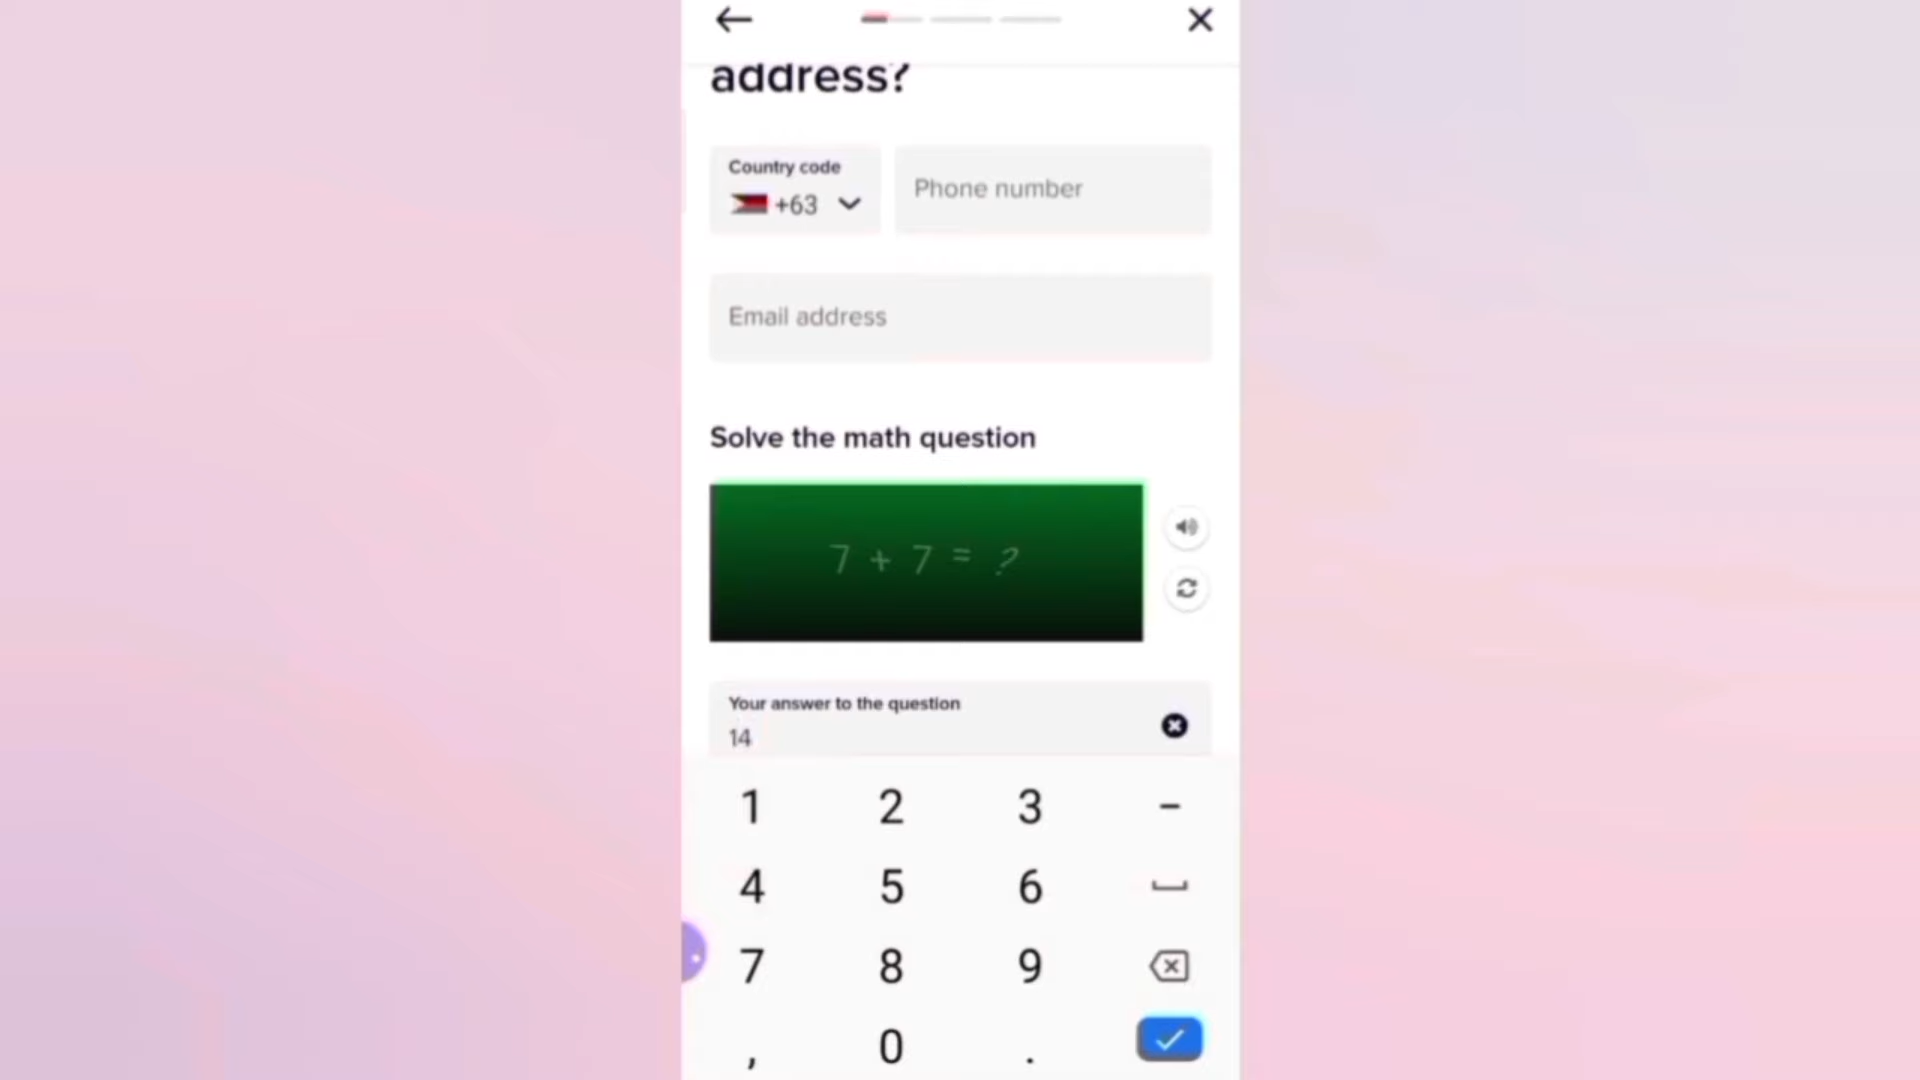 address?
Country code
+63
Phone number
Email address
Solve the math question
7 + 7 = ?
Your answer to the question
14
1 2 3 -
4 5 6
7 8 9
, 0 .